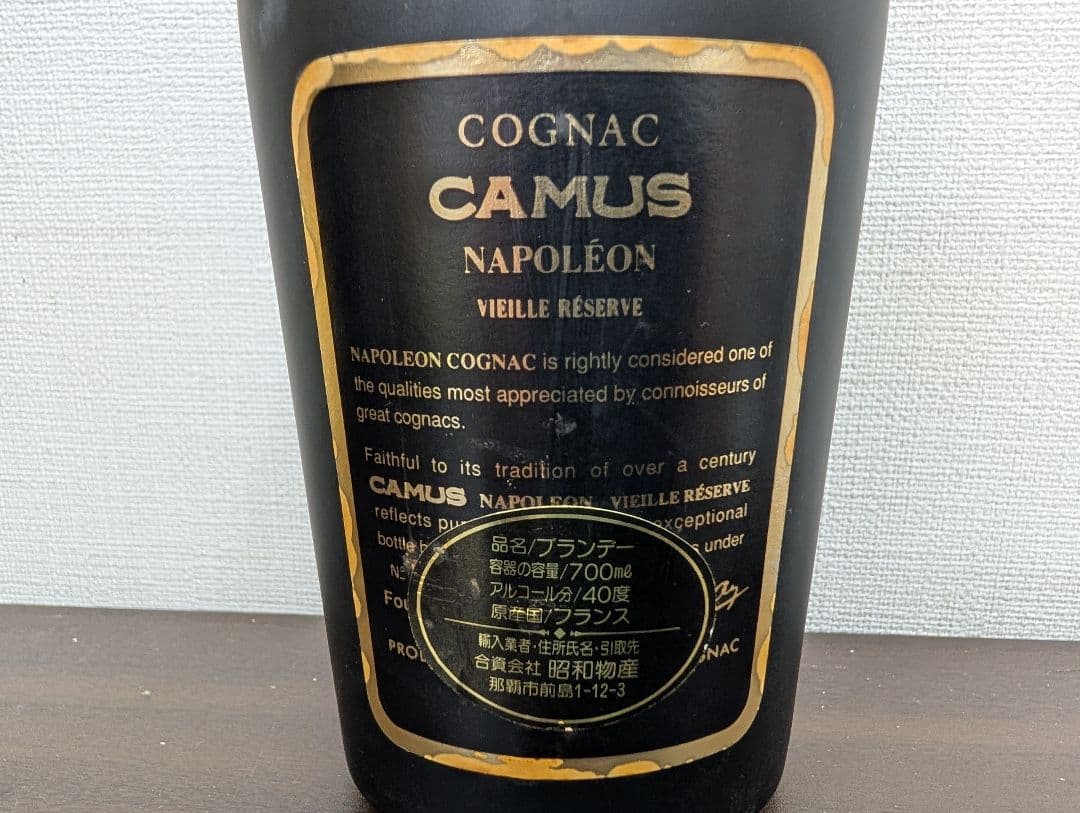 COGNAC
CAMUS
NAPOLÉON
VIEILLE RÉSERVE
NAPOLEON COGNAC is rightly considered one of
the qualities most appreciated by connoisseurs of
great cognacs.
Faithful to its tradition of over a century
CAMUS NAPOLEON VIEILLE RÉSERVE
reflects exceptional
bottle under
Nº
品名/ブランデー
容器の容量/700mℓ
アルコール分/40度
原産国/フランス
輸入業者・住所氏名・引取先
合資会社 昭和物産
那覇市前島1-12-3